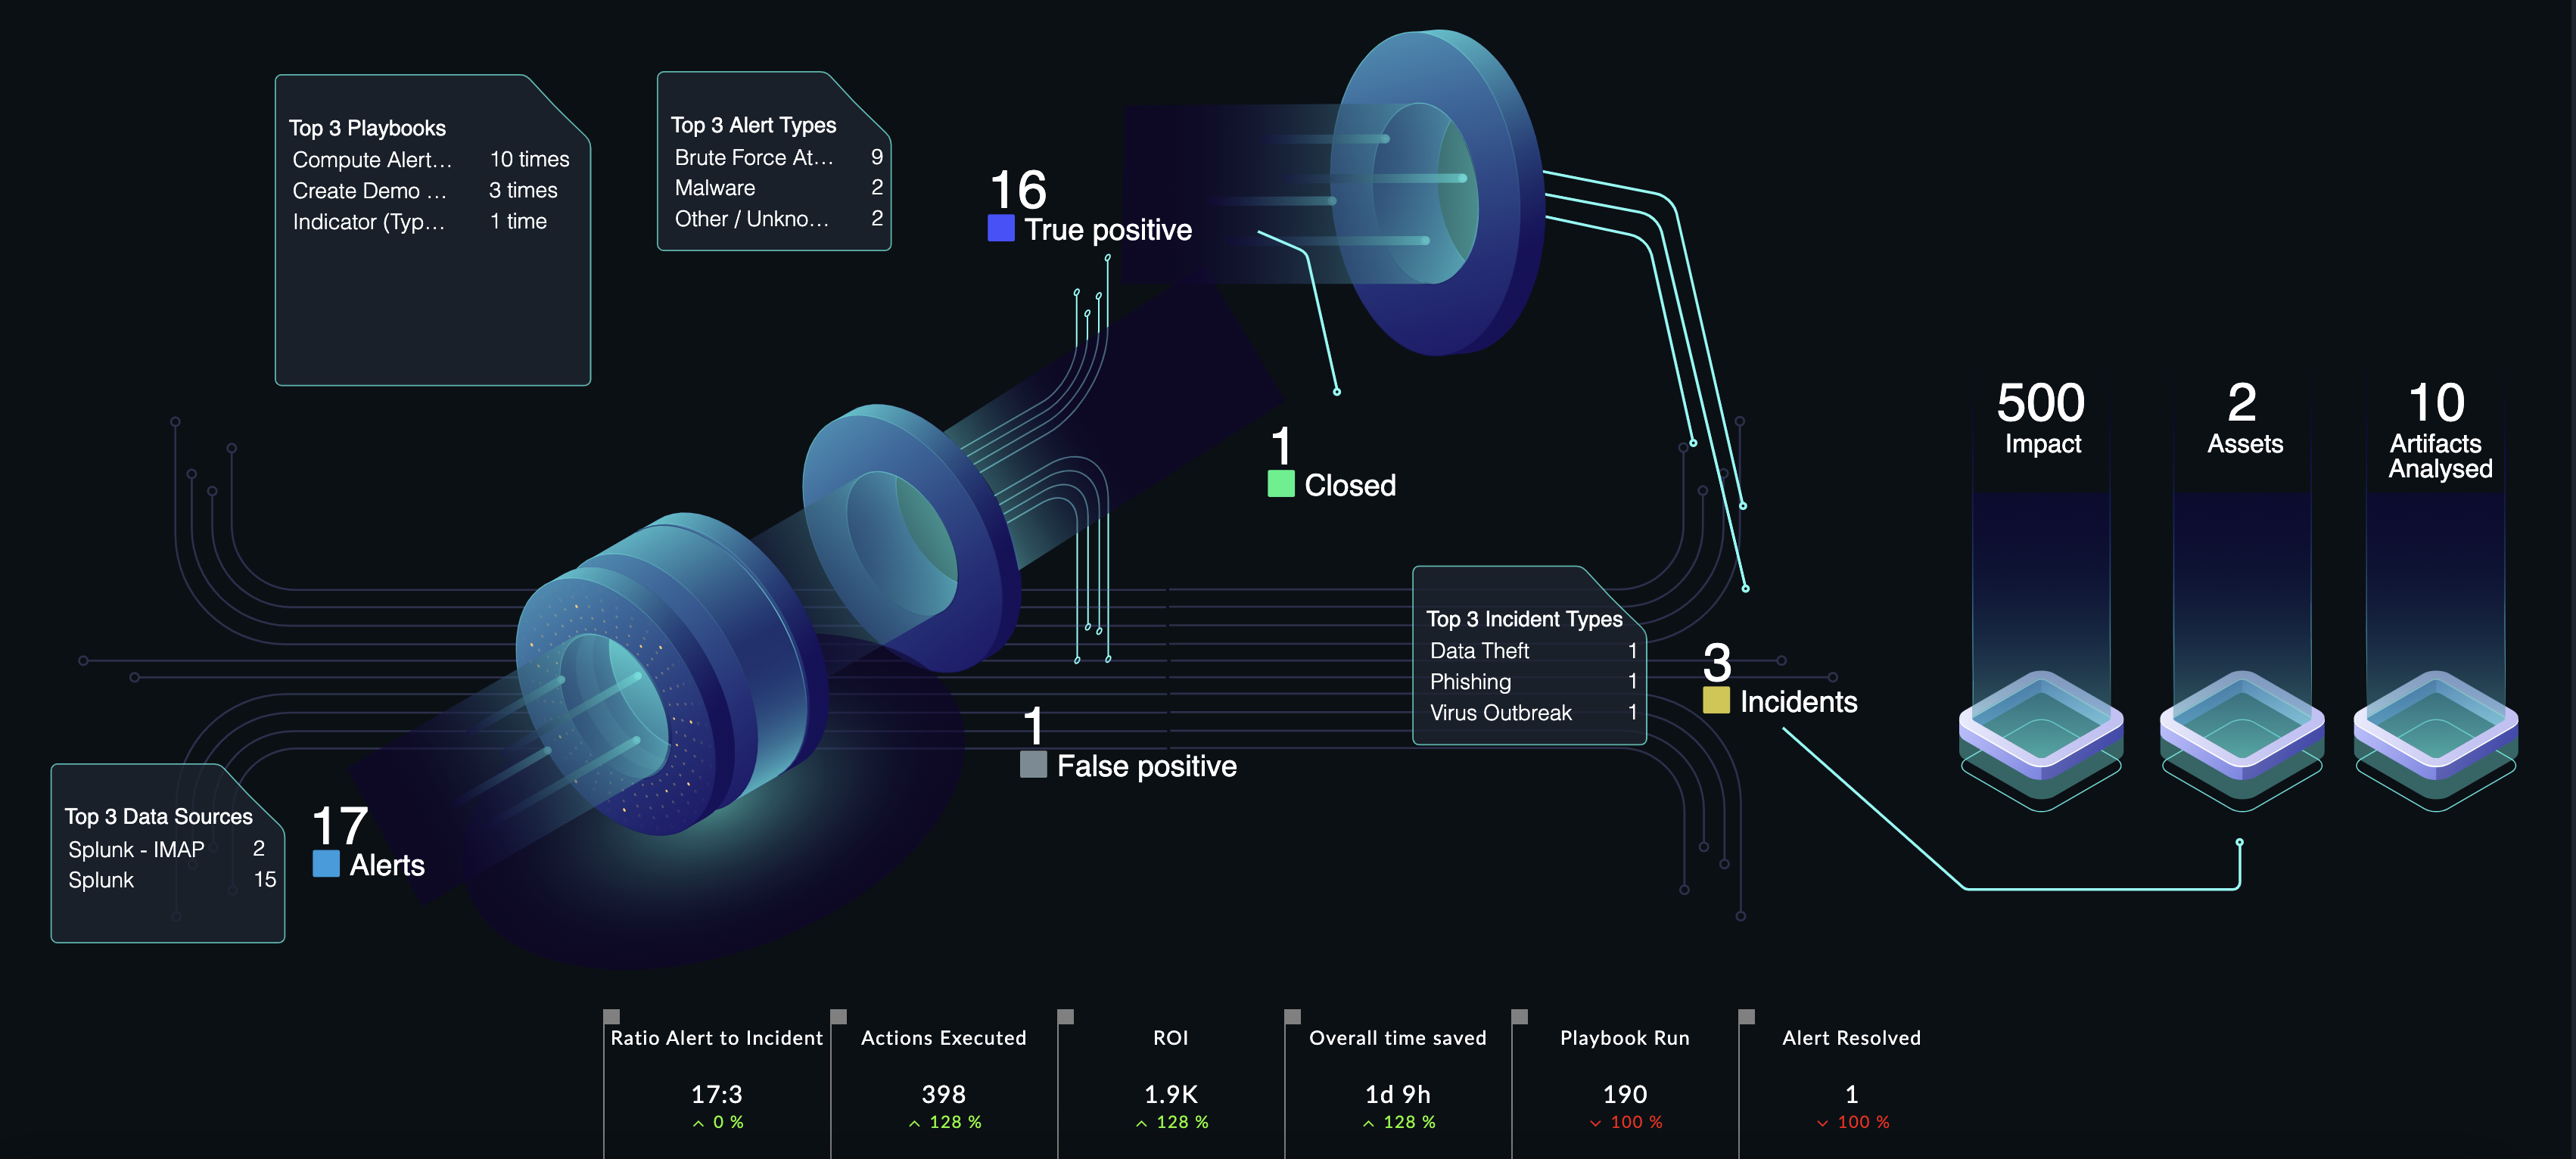 Top 3 Playbooks
Compute Alert... 10 times
Create Demo ... 3 times
Indicator (Typ... 1 time
Top 3 Alert Types
Brute Force At... 9
Malware 2
Other / Unkno... 2
16
True positive
1
Closed
500
Impact
2
Assets
10
Artifacts
Analysed
Top 3 Incident Types
Data Theft 1
Phishing 1
Virus Outbreak 1
3
Incidents
1
False positive
Top 3 Data Sources
Splunk - IMAP 2
Splunk 15
17
Alerts
Ratio Alert to Incident
17:3
0 %
Actions Executed
398
128 %
ROI
1.9K
128 %
Overall time saved
1d 9h
128 %
Playbook Run
190
100 %
Alert Resolved
1
100 %